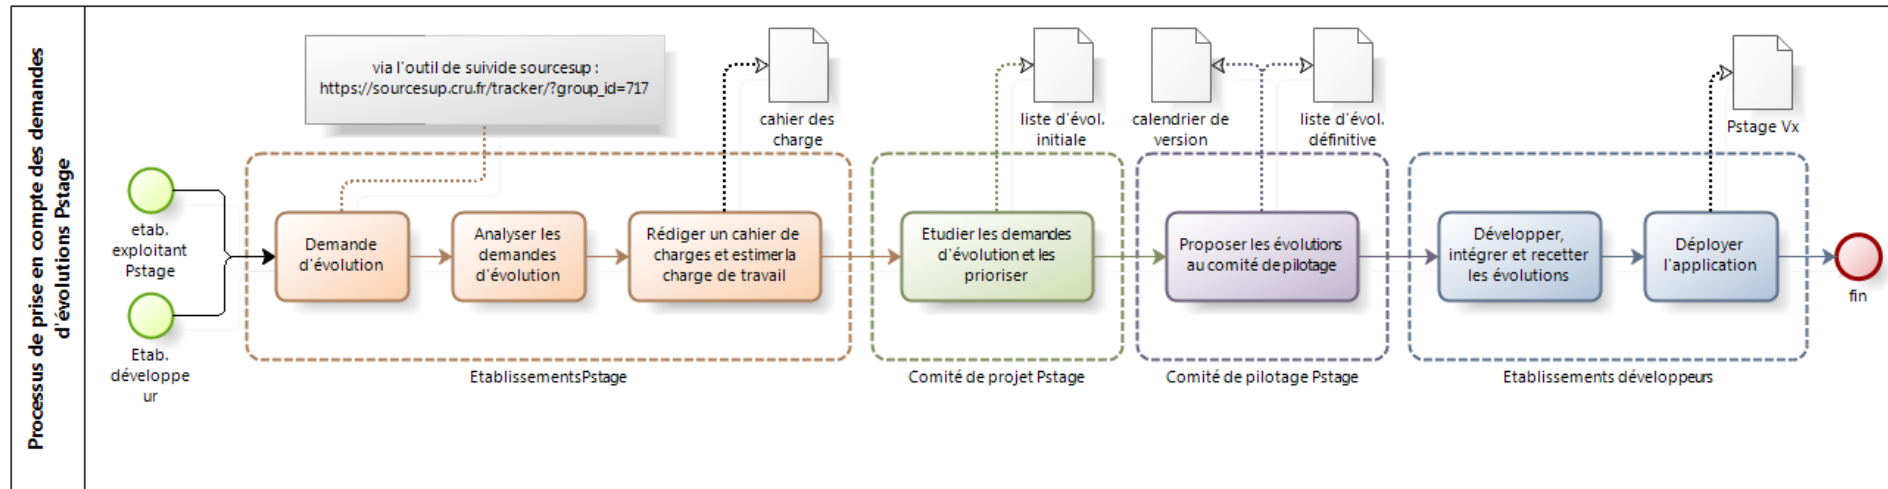 Processus de prise en compte des demandes
d'évolutions Pstage
via l'outil de suivide sourcesup :
https://sourcesup.cru.fr/tracker/?group_id=717
cahier des
charge
liste d'évol.
initiale
calendrier de
version
liste d'évol.
définitive
Pstage Vx
etab.
exploitant
Pstage
Etab.
développe
ur
Demande
d'évolution
Analyser les
demandes
d'évolution
Rédiger un cahier de
charges et estimer la
charge de travail
Etudier les demandes
d'évolution et les
prioriser
Proposer les évolutions
au comité de pilotage
Développer,
intégrer et recetter
les évolutions
Déployer
l'application
fin
EtablissementsPstage
Comité de projet Pstage
Comité de pilotage Pstage
Etablissements développeurs